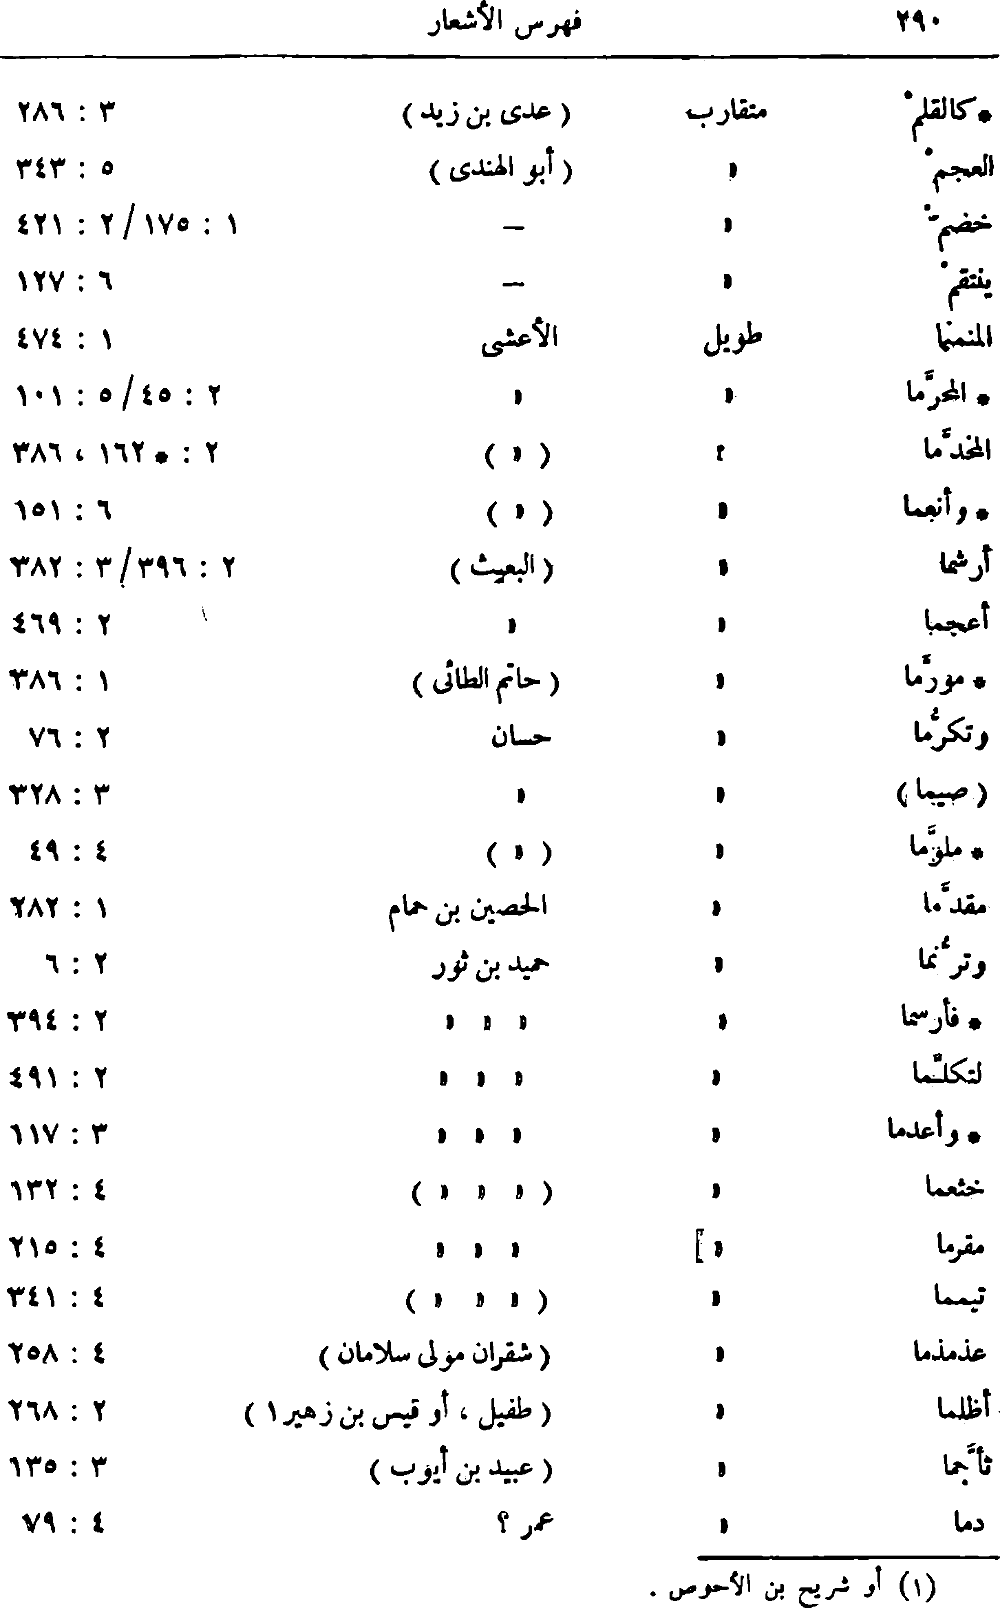 ٢٩٠ فهرس الأشعار
* كالقلمْ متقارب ( عدى بن زيد ) ٣ : ٢٨٦
العجمْ » ( أبو الهندى ) ٥ : ٣٤٣
خضمّْ » — ١ : ١٧٥ / ٢ : ٤٢١
ينتقمْ » — ٦ : ١٢٧
المنمنما طويل الأعشى ١ : ٤٧٤
* المحرَّما » » ٢ : ٤٥ / ٥ : ١٠١
المخدَّما » ( » ) ٢ : * ١٦٢ ، ٣٨٦
* وأنعما » ( » ) ٦ : ١٥١
أرشما » ( البعيث ) ٢ : ٣٩٦ / ٣ : ٣٨٢
أعجما » » ٢ : ٤٦٩
* مورَّما » ( حاتم الطائى ) ١ : ٣٨٦
وتكرُّما » حسان ٢ : ٧٦
( صيما ) » » ٣ : ٣٢٨
* ملوَّما » ( » ) ٤ : ٤٩
مقدَّما » الحصين بن حمام ١ : ٢٨٢
وترنُّما » حميد بن ثور ٢ : ٦
* فأرسما » » » » ٢ : ٣٩٤
لتكلَّما » » » » ٢ : ٤٩١
* وأعدما » » » » ٣ : ١١٧
خثعما » ( » » » ) ٤ : ١٣٢
مقرما » [ » » » ٤ : ٢١٥
تيمما » ( » » » ) ٤ : ٣٤١
عذمذما » ( شقران مولى سلامان ) ٤ : ٢٥٨
أظلما » ( طفيل ، أو قيس بن زهير ١ ) ٢ : ٢٦٨
ثأَّجما » ( عبيد بن أيوب ) ٣ : ١٣٥
دما » عمر ؟ ٤ : ٧٩
(١) أو شريح بن الأحوص .